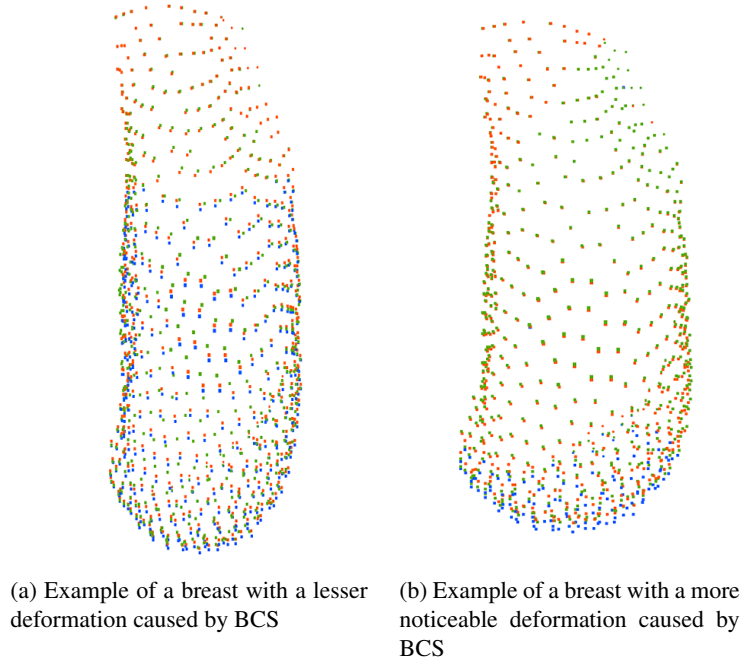 (a) Example of a breast with a lesser
deformation caused by BCS
(b) Example of a breast with a more
noticeable deformation caused by
BCS